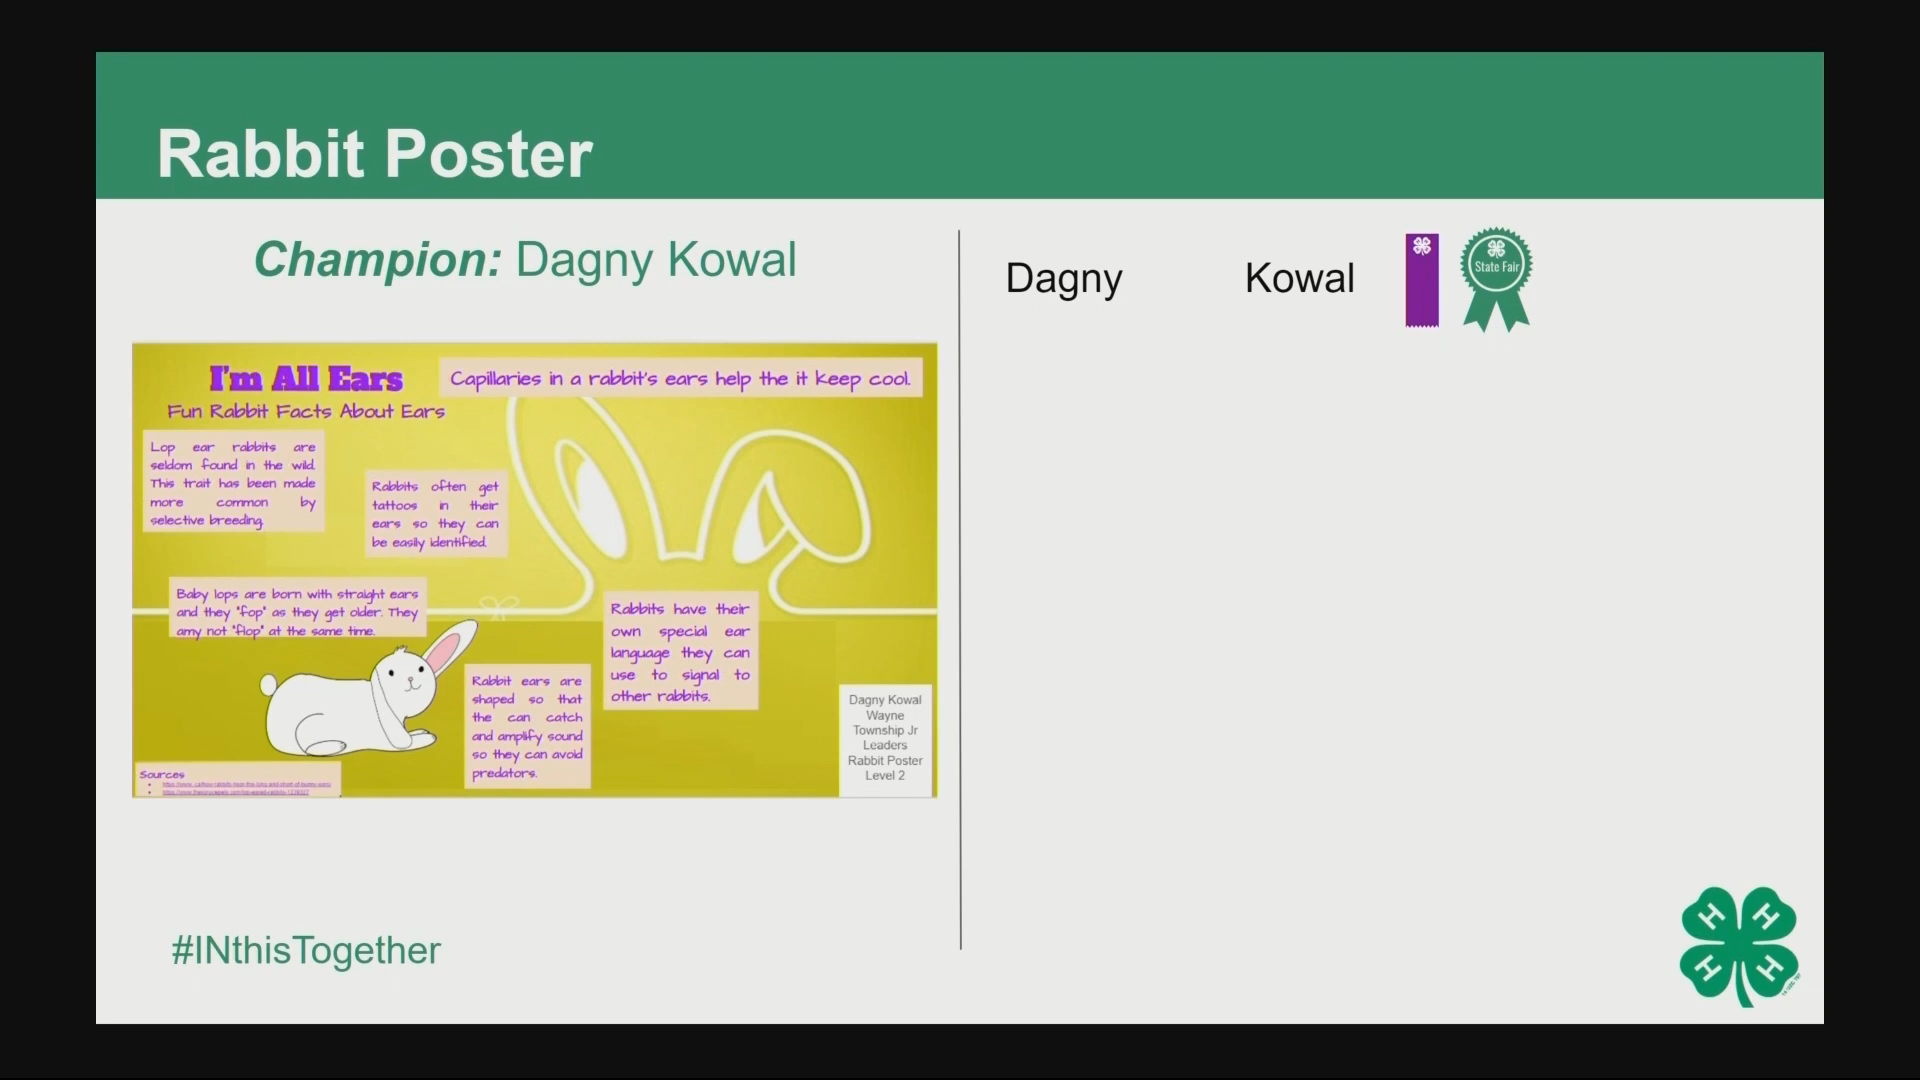 Rabbit Poster
Champion: Dagny Kowal
I'm All Ears
Fun Rabbit Facts About Ears
Capillaries in a rabbit's ears help the it keep cool.
Lop ear rabbits are
seldom found in the wild.
This trait has been made
more common by
selective breeding.
Rabbits often get
tattoos in their
ears so they can
be easily identified.
Baby lops are born with straight ears
and they "fop" as they get older. They
amy not "flop" at the same time.
Rabbits have their
own special ear
language they can
use to signal to
other rabbits.
Rabbit ears are
shaped so that
the can catch
and amplify sound
so they can avoid
predators.
Sources
Dagny Kowal
Wayne
Township Jr
Leaders
Rabbit Poster
Level 2
#INthisTogether
Dagny Kowal
State Fair
H H
H H